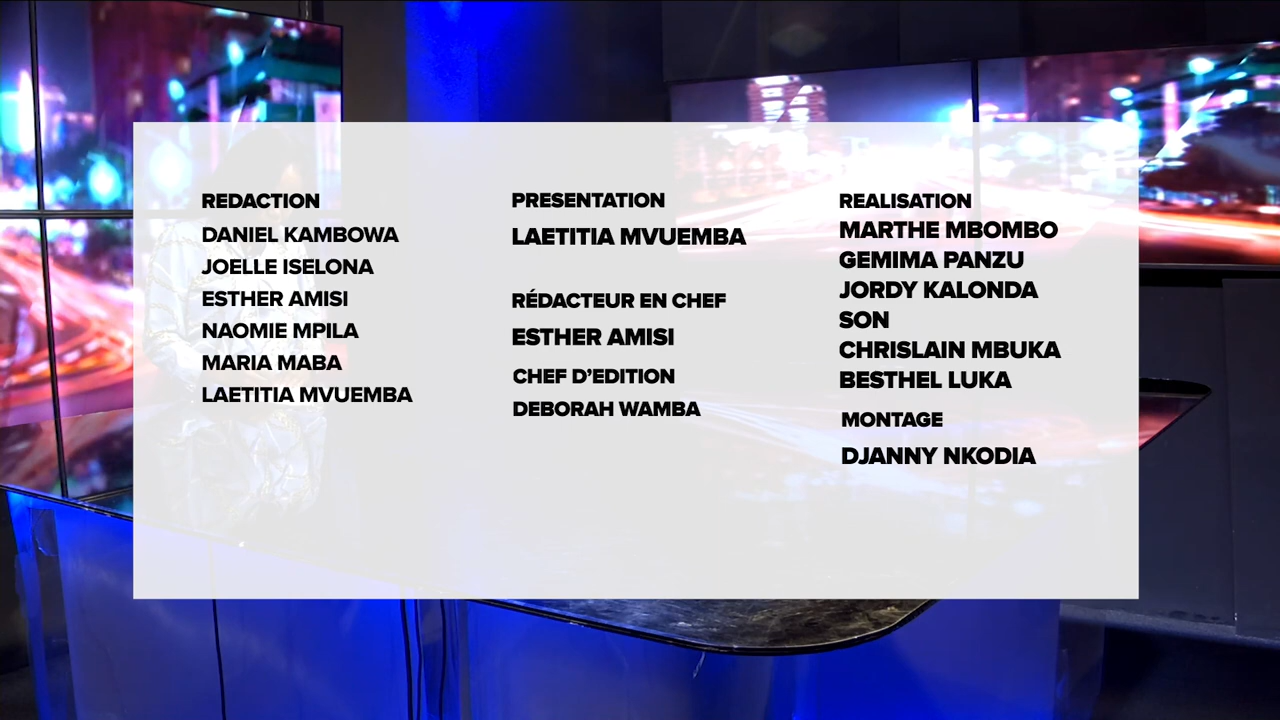 REDACTION
DANIEL KAMBOWA
JOELLE ISELONA
ESTHER AMISI
NAOMIE MPILA
MARIA MABA
LAETITIA MVUEMBA
PRESENTATION
LAETITIA MVUEMBA
RÉDACTEUR EN CHEF
ESTHER AMISI
CHEF D’EDITION
DEBORAH WAMBA
REALISATION
MARTHE MBOMBO
GEMIMA PANZU
JORDY KALONDA
SON
CHRISLAIN MBUKA
BESTHEL LUKA
MONTAGE
DJANNY NKODIA